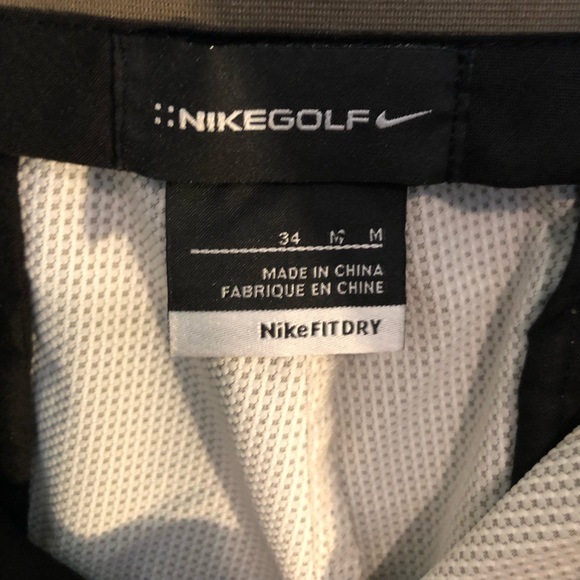 NIKEGOLF
34 M M
MADE IN CHINA
FABRIQUE EN CHINE
NikeFITDRY